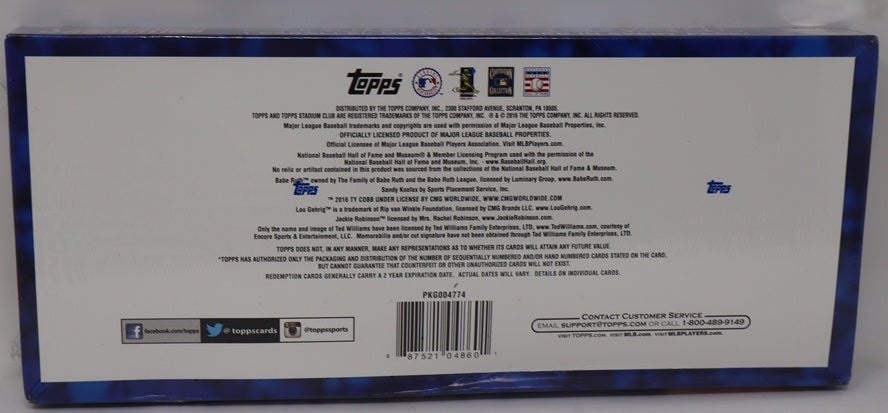 Topps
DISTRIBUTED BY THE TOPPS COMPANY, INC., 2300 STAFFORD AVENUE, SCRANTON, PA 18505.
TOPPS AND TOPPS STADIUM CLUB ARE REGISTERED TRADEMARKS OF THE TOPPS COMPANY, INC. ® & © 2016 THE TOPPS COMPANY, INC. ALL RIGHTS RESERVED.
Major League Baseball trademarks and copyrights are used with permission of Major League Baseball Properties, Inc.
OFFICIALLY LICENSED PRODUCT OF MAJOR LEAGUE BASEBALL PROPERTIES.
Official Licensee of Major League Baseball Players Association. Visit MLBPlayers.com.
National Baseball Hall of Fame and Museum® & Member Licensing Program used with the permission of the
National Baseball Hall of Fame and Museum, Inc. - www.BaseballHall.org.
No relic or artifact contained in this product was sourced from the collections of the National Baseball Hall of Fame & Museum.
Babe Ruth™ owned by The Family of Babe Ruth and the Babe Ruth League, licensed by Luminary Group, www.BabeRuth.com.
Topps
Sandy Koufax by Sports Placement Service, Inc.
Topps
™ 2016 TY COBB UNDER LICENSE BY CMG WORLDWIDE, WWW.CMGWORLDWIDE.COM
Lou Gehrig™ is a trademark of Rip van Winkle Foundation, licensed by CMG Brands LLC. www.LouGehrig.com.
Jackie Robinson™ licensed by Mrs. Rachel Robinson, www.JackieRobinson.com.
Only the name and image of Ted Williams have been licensed by Ted Williams Family Enterprises, LTD, www.TedWilliams.com, courtesy of
Encore Sports & Entertainment, LLC. Memorabilia and/or cut signature have not been obtained through Ted Williams Family Enterprises, LTD.
TOPPS DOES NOT, IN ANY MANNER, MAKE ANY REPRESENTATIONS AS TO WHETHER ITS CARDS WILL ATTAIN ANY FUTURE VALUE.
*TOPPS HAS AUTHORIZED ONLY THE PACKAGING AND DISTRIBUTION OF THE NUMBER OF SEQUENTIALLY NUMBERED AND/OR HAND NUMBERED CARDS STATED ON THE CARD,
BUT CANNOT GUARANTEE THAT COUNTERFEIT OR OTHER UNAUTHORIZED CARDS WILL NOT EXIST.
REDEMPTION CARDS GENERALLY CARRY A 2 YEAR EXPIRATION DATE. ACTUAL DATES WILL VARY. DETAILS ON INDIVIDUAL CARDS.
PKG004774
facebook.com/topps @toppscards @toppssports
0 87521 04860 1
CONTACT CUSTOMER SERVICE
EMAIL SUPPORT@TOPPS.COM OR CALL 1-800-489-9149
VISIT TOPPS.COM. VISIT MLB.COM. VISIT MLBPLAYERS.COM.